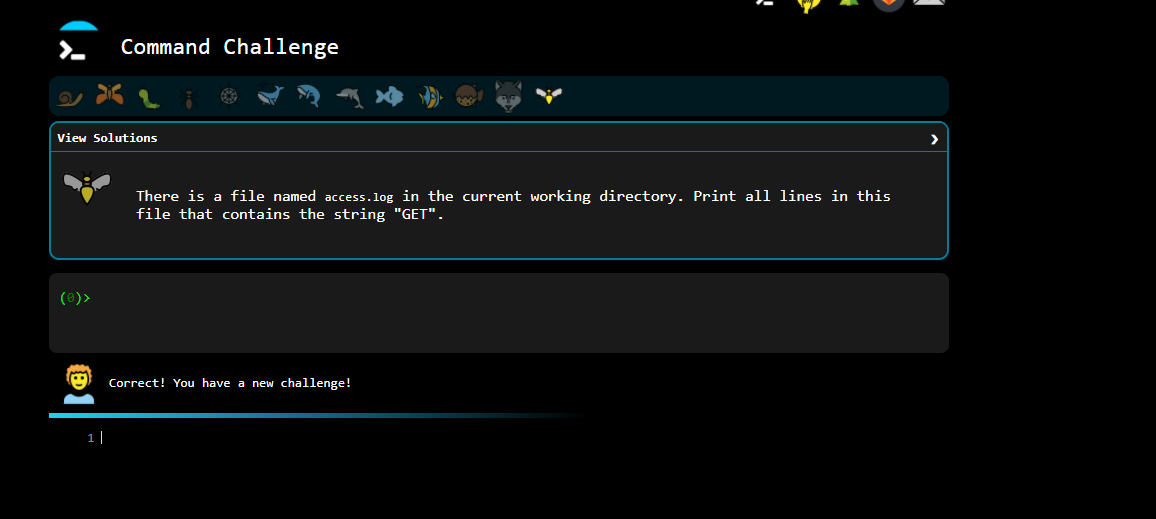 Command Challenge
View Solutions
There is a file named access.log in the current working directory. Print all lines in this
file that contains the string "GET".
(0)>
Correct! You have a new challenge!
1